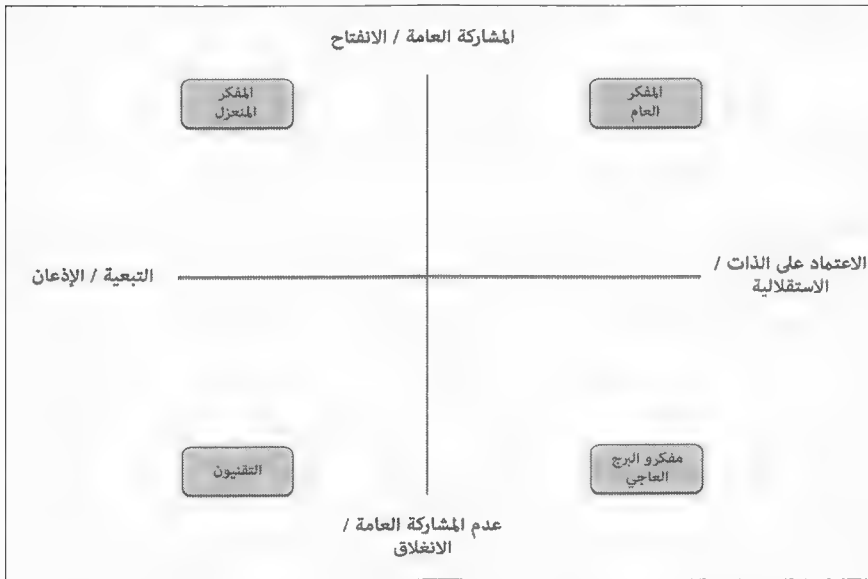 المشاركة العامة / الانفتاح
المفكر
العام
المفكر
المنعزل
الاعتماد على الذات /
الاستقلالية
التبعية / الإذعان
مفكرو البرج
العاجي
التقنيون
عدم المشاركة العامة /
الانغلاق